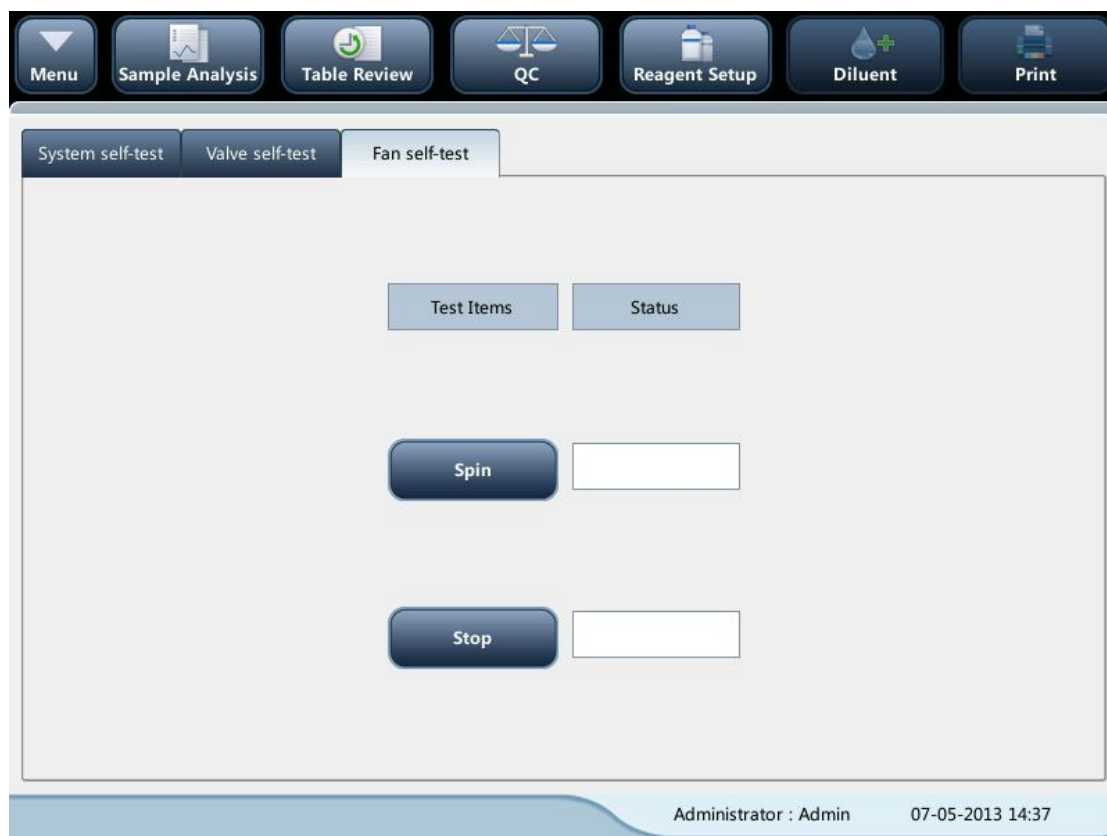 Menu Sample Analysis Table Review QC Reagent Setup Diluent Print
System self-test Valve self-test Fan self-test
Test Items Status
Spin
Stop
Administrator : Admin 07-05-2013 14:37